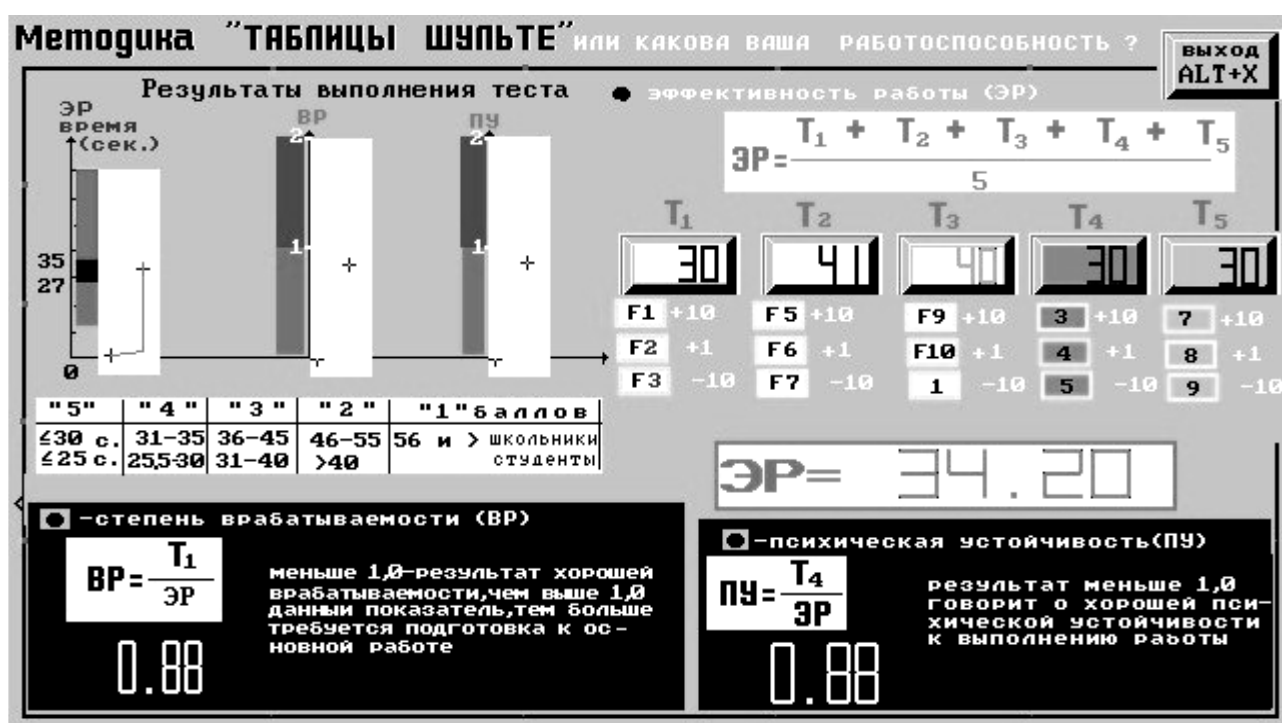 Методика "ТАБЛИЦЫ ШУЛЬТЕ" или какова ваша работоспособность ?
выход
ALT+X
Результаты выполнения теста
эффективность работы (ЭР)
ЭР
время
(сек.)
ВР
ПУ
2
2
1
1
35
27
0
ЭР= T1 + T2 + T3 + T4 + T5
5
T1 T2 T3 T4 T5
30 41 40 30 30
F1 +10 F5 +10 F9 +10 3 +10 7 +10
F2 +1 F6 +1 F10 +1 4 +1 8 +1
F3 -10 F7 -10 1 -10 5 -10 9 -10
"5" "4" "3" "2" "1" баллов
≤30 с. 31-35 36-45 46-55 56 и > школьники
≤25 с. 25,5-30 31-40 >40 студенты
ЭР= 34.20
-степень врабатываемости (ВР)
ВР= T1
ЭР
меньше 1,0-результат хорошей
врабатываемости,чем выше 1,0
данный показатель,тем больше
требуется подготовка к ос-
новной работе
0.88
-психическая устойчивость(ПУ)
ПУ= T4
ЭР
результат меньше 1,0
говорит о хорошей пси-
хической устойчивости
к выполнению работы
0.88